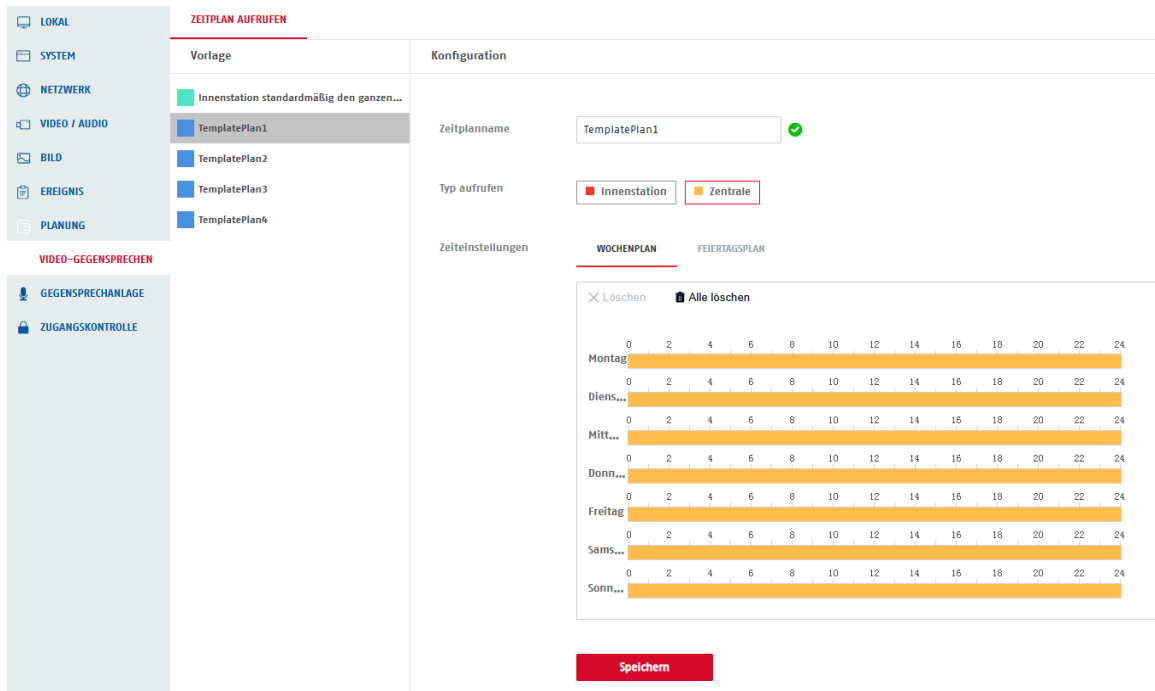 LOKAL
SYSTEM
NETZWERK
VIDEO / AUDIO
BILD
EREIGNIS
PLANUNG
VIDEO-GEGENSPRECHEN
GEGENSPRECHANLAGE
ZUGANGSKONTROLLE
ZEITPLAN AUFRUFEN
Vorlage
Innenstation standardmäßig den ganzen...
TemplatePlan1
TemplatePlan2
TemplatePlan3
TemplatePlan4
Konfiguration
Zeitplanname TemplatePlan1
Typ aufrufen Innenstation Zentrale
Zeiteinstellungen WOCHENPLAN FEIERTAGSPLAN
Löschen Alle löschen
0 2 4 6 8 10 12 14 16 18 20 22 24
Montag
0 2 4 6 8 10 12 14 16 18 20 22 24
Diens...
0 2 4 6 8 10 12 14 16 18 20 22 24
Mitt...
0 2 4 6 8 10 12 14 16 18 20 22 24
Donn...
0 2 4 6 8 10 12 14 16 18 20 22 24
Freitag
0 2 4 6 8 10 12 14 16 18 20 22 24
Sams...
0 2 4 6 8 10 12 14 16 18 20 22 24
Sonn...
Speichern